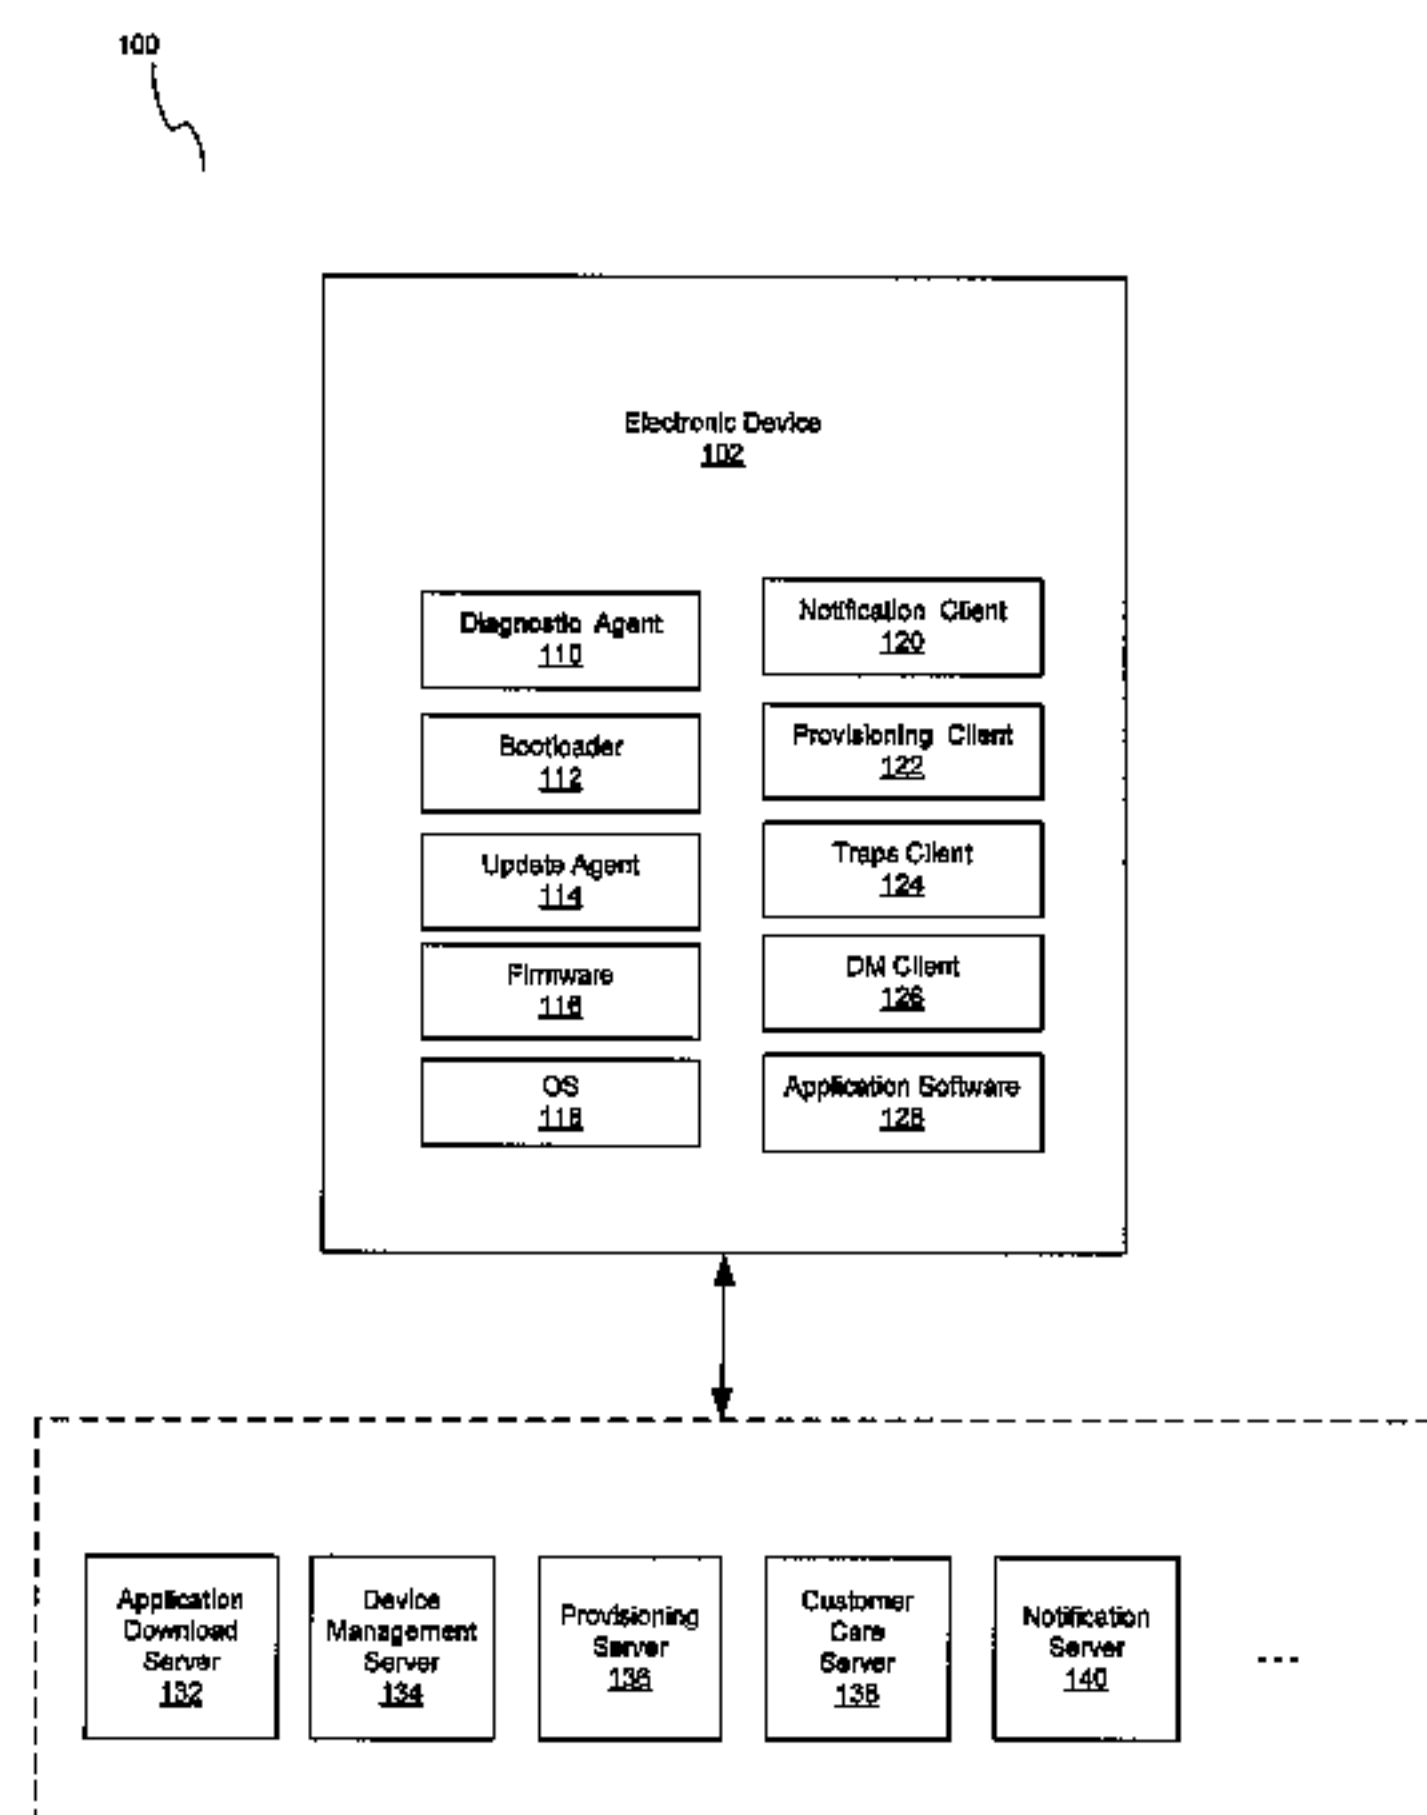 100
Electronic Device
102
Diagnostic Agent
110
Bootloader
112
Update Agent
114
Firmware
116
OS
118
Notification Client
120
Provisioning Client
122
Traps Client
124
DM Client
126
Application Software
128
Application
Download
Server
132
Device
Management
Server
134
Provisioning
Server
136
Customer
Care
Server
138
Notification
Server
140
...